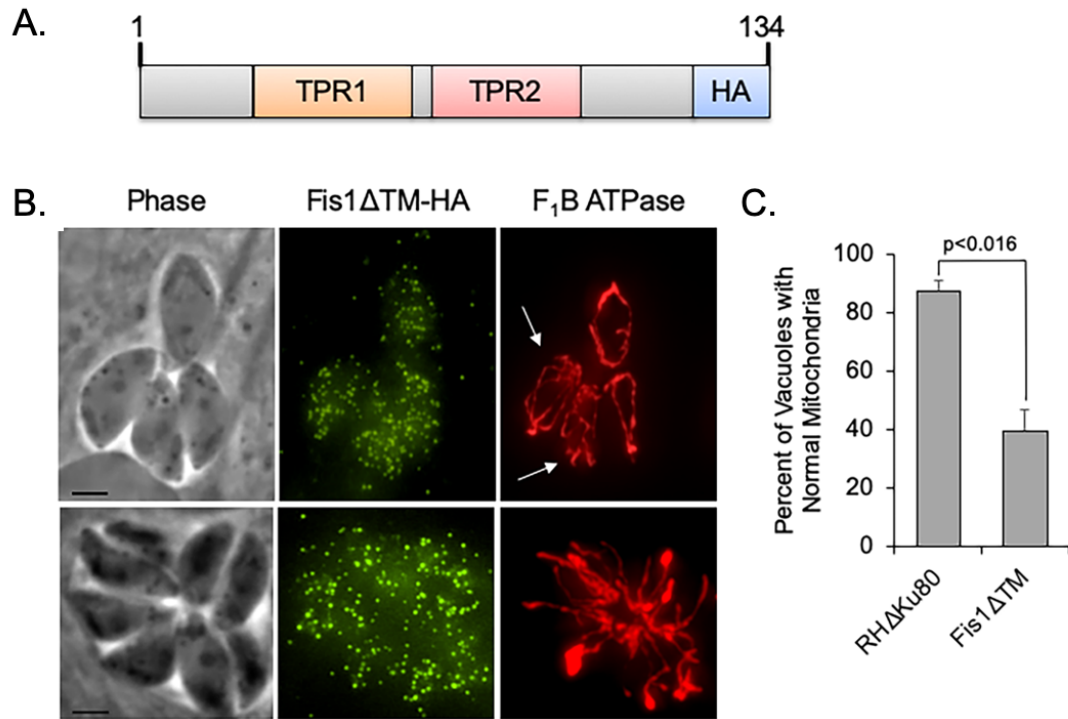 A.
1 134
TPR1 TPR2 HA
B. Phase Fis1ΔTM-HA F₁B ATPase
C.
p<0.016
Percent of Vacuoles with
Normal Mitochondria
100
80
60
40
20
0
RHΔKu80
Fis1ΔTM